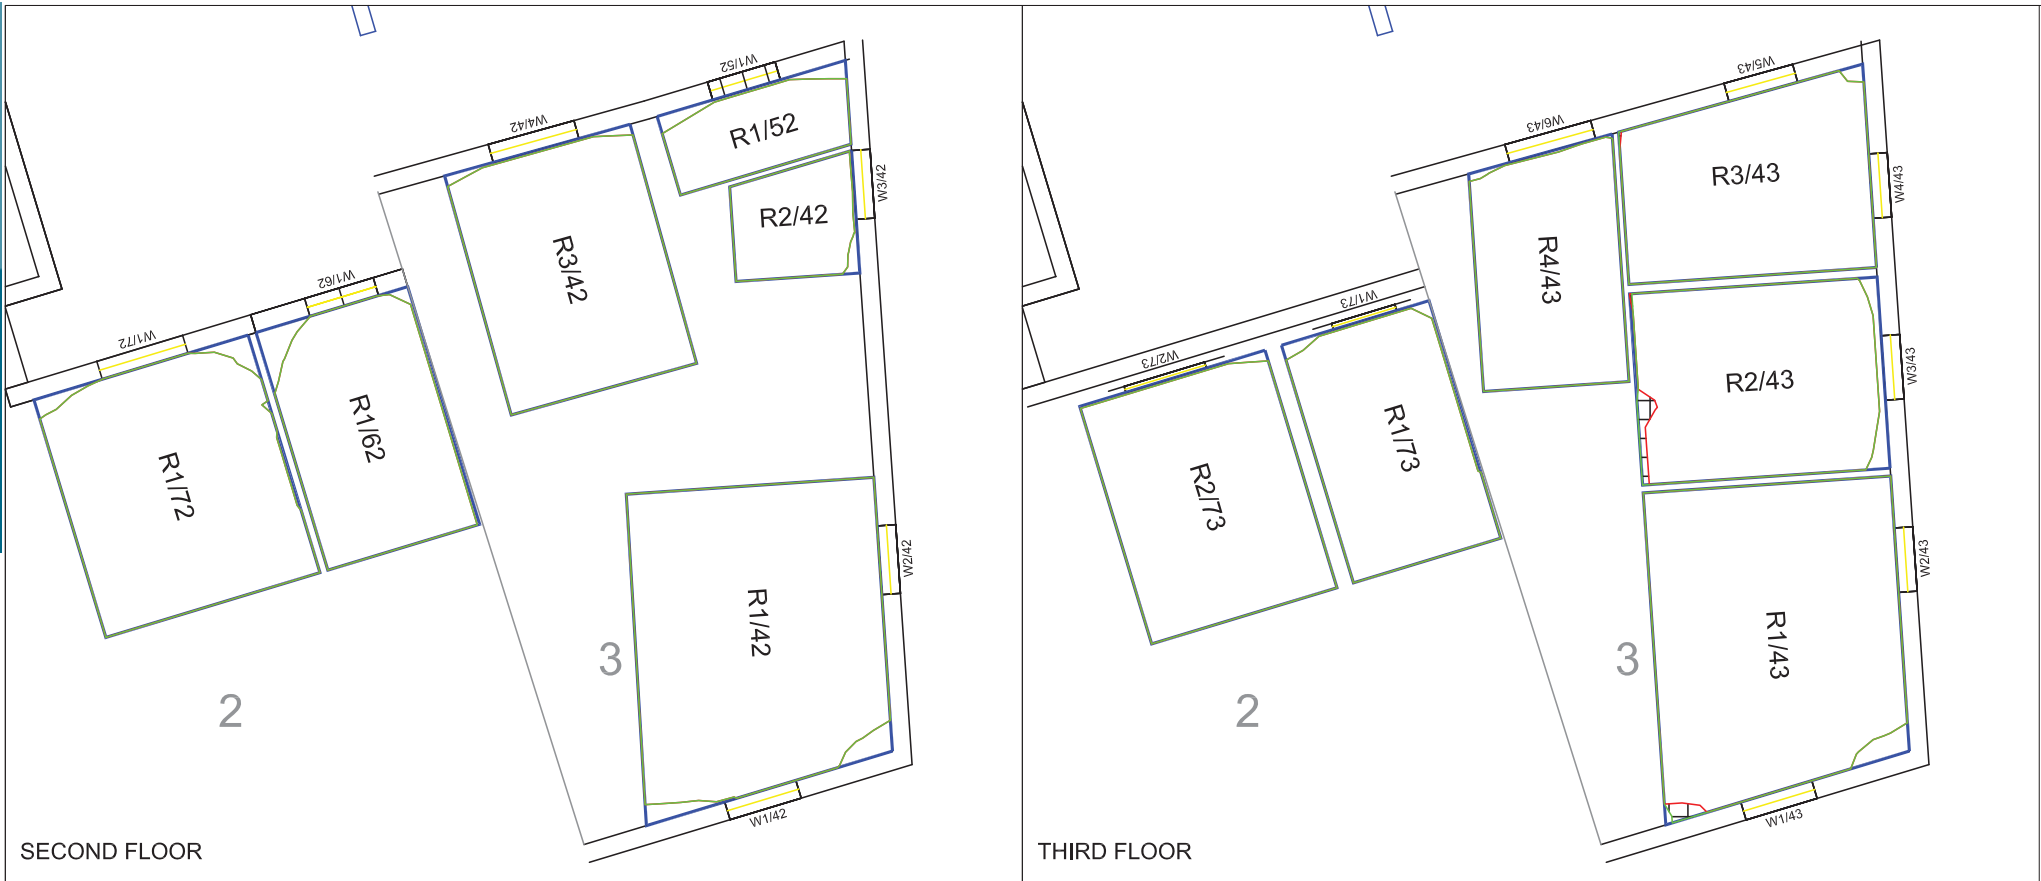 W1/52
W4/42
R1/52
W3/42
R2/42
R3/42
W1/62
W1/72
R1/62
R1/72
W2/42
R1/42
3
2
W1/42
SECOND FLOOR
W5/43
W6/43
R3/43
W4/43
R4/43
W1/73
W2/73
W3/43
R2/43
R1/73
R2/73
W2/43
R1/43
3
2
W1/43
THIRD FLOOR